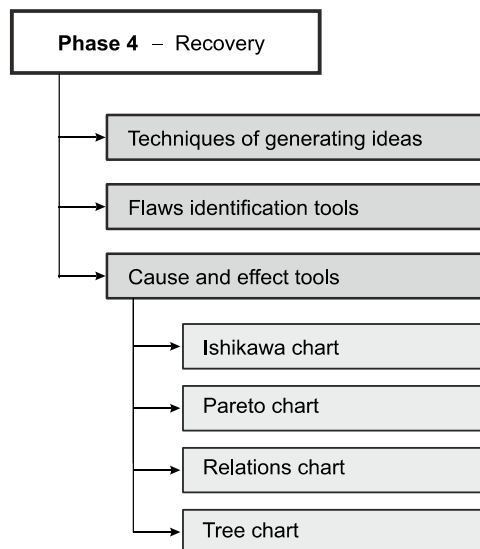 Phase 4 – Recovery
Techniques of generating ideas
Flaws identification tools
Cause and effect tools
Ishikawa chart
Pareto chart
Relations chart
Tree chart